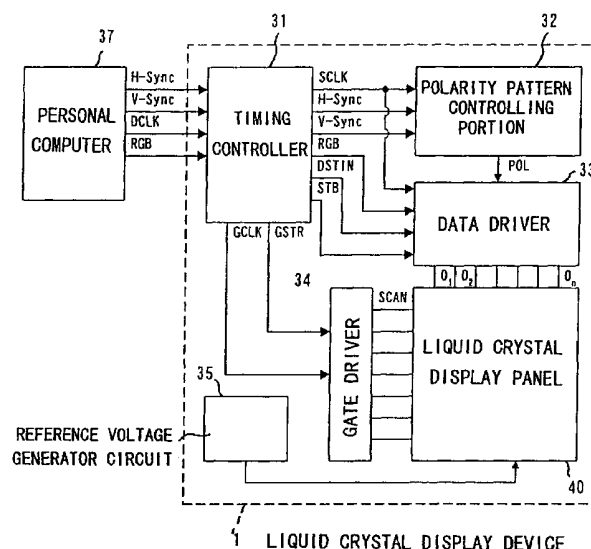 37
31
32
33
PERSONAL
COMPUTER
H-Sync
V-Sync
DCLK
RGB
TIMING
CONTROLLER
SCLK
H-Sync
V-Sync
RGB
DSTIN
STB
POLARITY PATTERN
CONTROLLING
PORTION
POL
DATA DRIVER
GCLK
GSTR
34
O1
O2
On
SCAN
GATE DRIVER
LIQUID CRYSTAL
DISPLAY PANEL
35
REFERENCE VOLTAGE
GENERATOR CIRCUIT
40
1 LIQUID CRYSTAL DISPLAY DEVICE